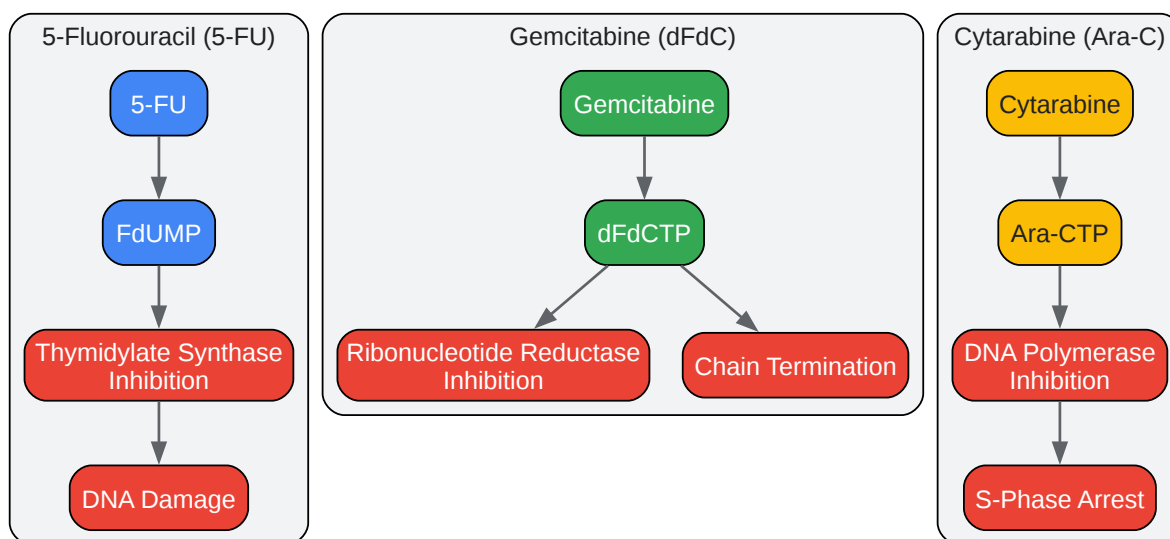 5-Fluorouracil (5-FU)
5-FU
FdUMP
Thymidylate Synthase
Inhibition
DNA Damage
Gemcitabine (dFdC)
Gemcitabine
dFdCTP
Ribonucleotide Reductase
Inhibition
Chain Termination
Cytarabine (Ara-C)
Cytarabine
Ara-CTP
DNA Polymerase
Inhibition
S-Phase Arrest